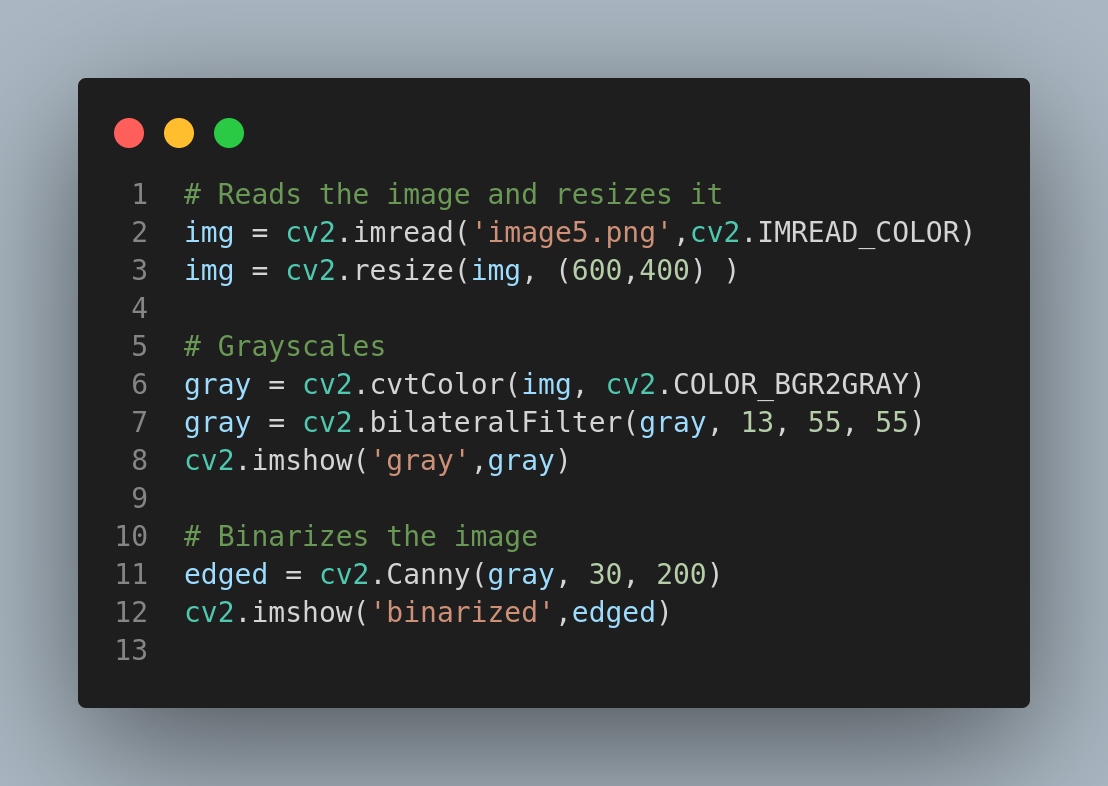 1 # Reads the image and resizes it
2 img = cv2.imread('image5.png',cv2.IMREAD_COLOR)
3 img = cv2.resize(img, (600,400) )
4
5 # Grayscales
6 gray = cv2.cvtColor(img, cv2.COLOR_BGR2GRAY)
7 gray = cv2.bilateralFilter(gray, 13, 55, 55)
8 cv2.imshow('gray',gray)
9
10 # Binarizes the image
11 edged = cv2.Canny(gray, 30, 200)
12 cv2.imshow('binarized',edged)
13